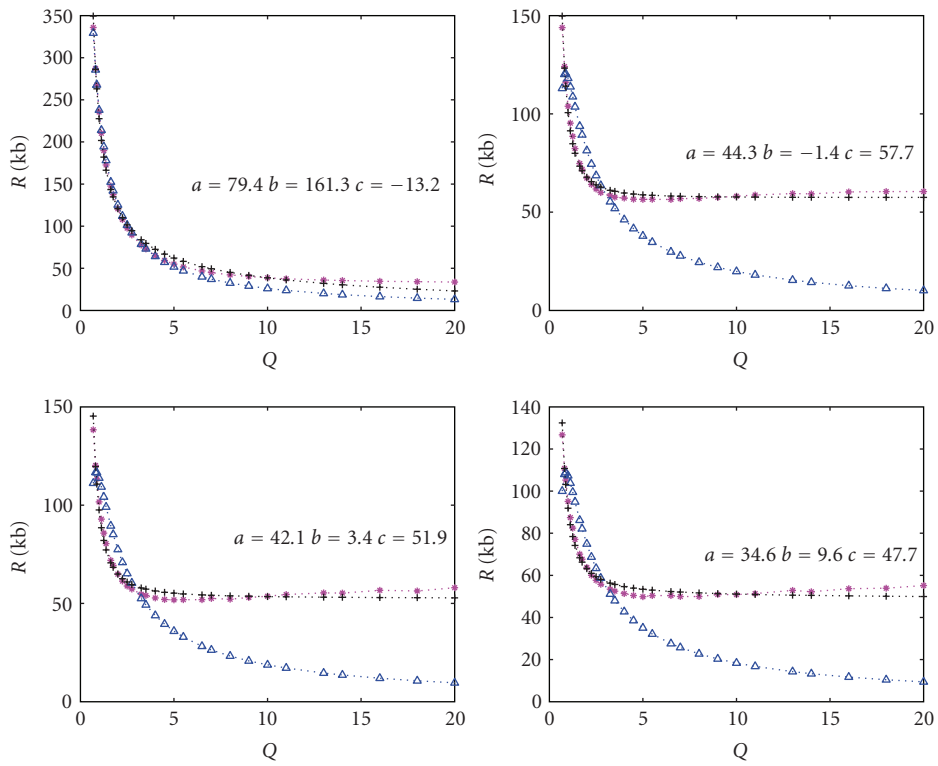 350
300
250
200
150
100
50
0
R (kb)
a = 79.4 b = 161.3 c = −13.2
0 5 10 15 20
Q
150
100
50
0
R (kb)
a = 44.3 b = −1.4 c = 57.7
0 5 10 15 20
Q
150
100
50
0
R (kb)
a = 42.1 b = 3.4 c = 51.9
0 5 10 15 20
Q
140
120
100
80
60
40
20
0
R (kb)
a = 34.6 b = 9.6 c = 47.7
0 5 10 15 20
Q